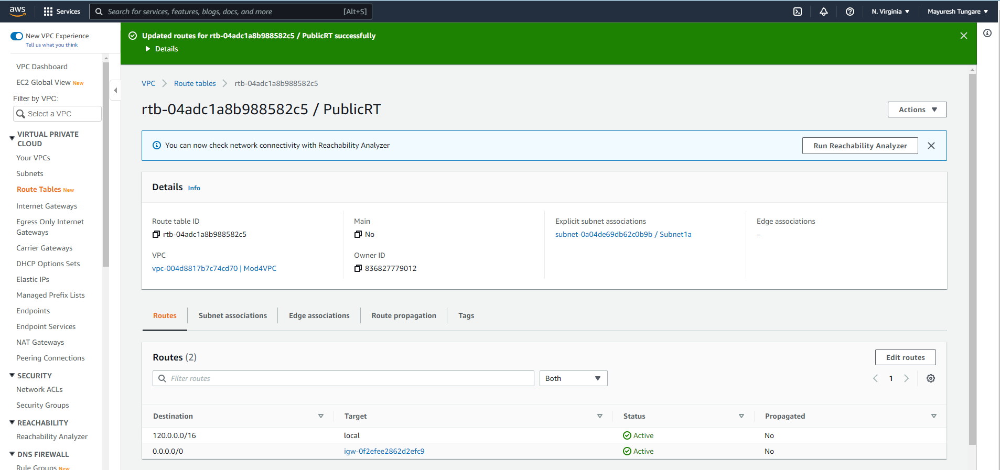 aws
Services
Search for services, features, blogs, docs, and more
[Alt+S]
N. Virginia
Mayuresh Tungare
New VPC Experience
Tell us what you think
VPC Dashboard
EC2 Global View New
Filter by VPC:
Select a VPC
VIRTUAL PRIVATE
CLOUD
Your VPCs
Subnets
Route Tables New
Internet Gateways
Egress Only Internet
Gateways
Carrier Gateways
DHCP Options Sets
Elastic IPs
Managed Prefix Lists
Endpoints
Endpoint Services
NAT Gateways
Peering Connections
SECURITY
Network ACLs
Security Groups
REACHABILITY
Reachability Analyzer
DNS FIREWALL
Rule Groups New
Updated routes for rtb-04adc1a8b988582c5 / PublicRT successfully
Details
VPC
Route tables
rtb-04adc1a8b988582c5
rtb-04adc1a8b988582c5 / PublicRT
Actions
You can now check network connectivity with Reachability Analyzer
Run Reachability Analyzer
Details Info
Route table ID
rtb-04adc1a8b988582c5
Main
No
Explicit subnet associations
subnet-0a04de69db62c0b9b / Subnet1a
Edge associations
–
VPC
vpc-004d8817b7c74cd70 | Mod4VPC
Owner ID
836827779012
Routes
Subnet associations
Edge associations
Route propagation
Tags
Routes (2)
Edit routes
Filter routes
Both
1
Destination Target Status Propagated
120.0.0.0/16 local Active No
0.0.0.0/0 igw-0f2efee2862d2efc9 Active No